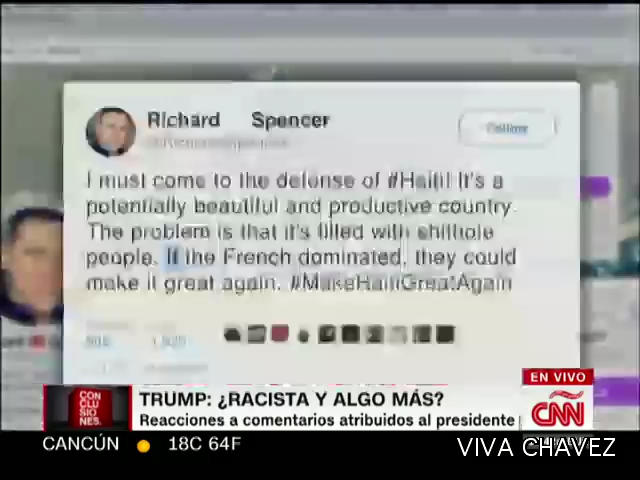 Richard Spencer
Follow
I must come to the defense of #Haiti! It's a
potentially beautiful and productive country.
The problem is that it's filled with shithole
people. If the French dominated, they could
make it great again. #MakeHaitiGreatAgain
EN VIVO
CON
CLU
SIO
NES.
TRUMP: ¿RACISTA Y ALGO MÁS?
Reacciones a comentarios atribuidos al presidente
CNN
CANCÚN 18C 64F
VIVA CHAVEZ